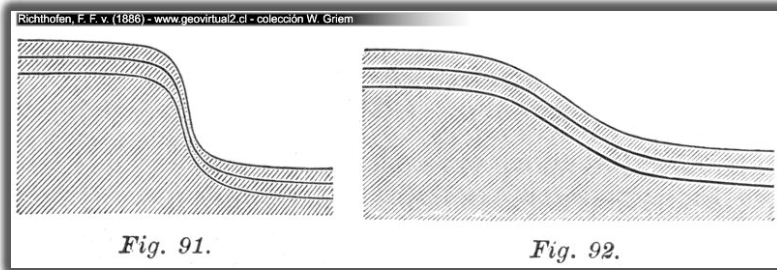 Richthofen, F. F. v. (1886) - www.geovirtual2.cl - colección W. Griem
Fig. 91.
Fig. 92.